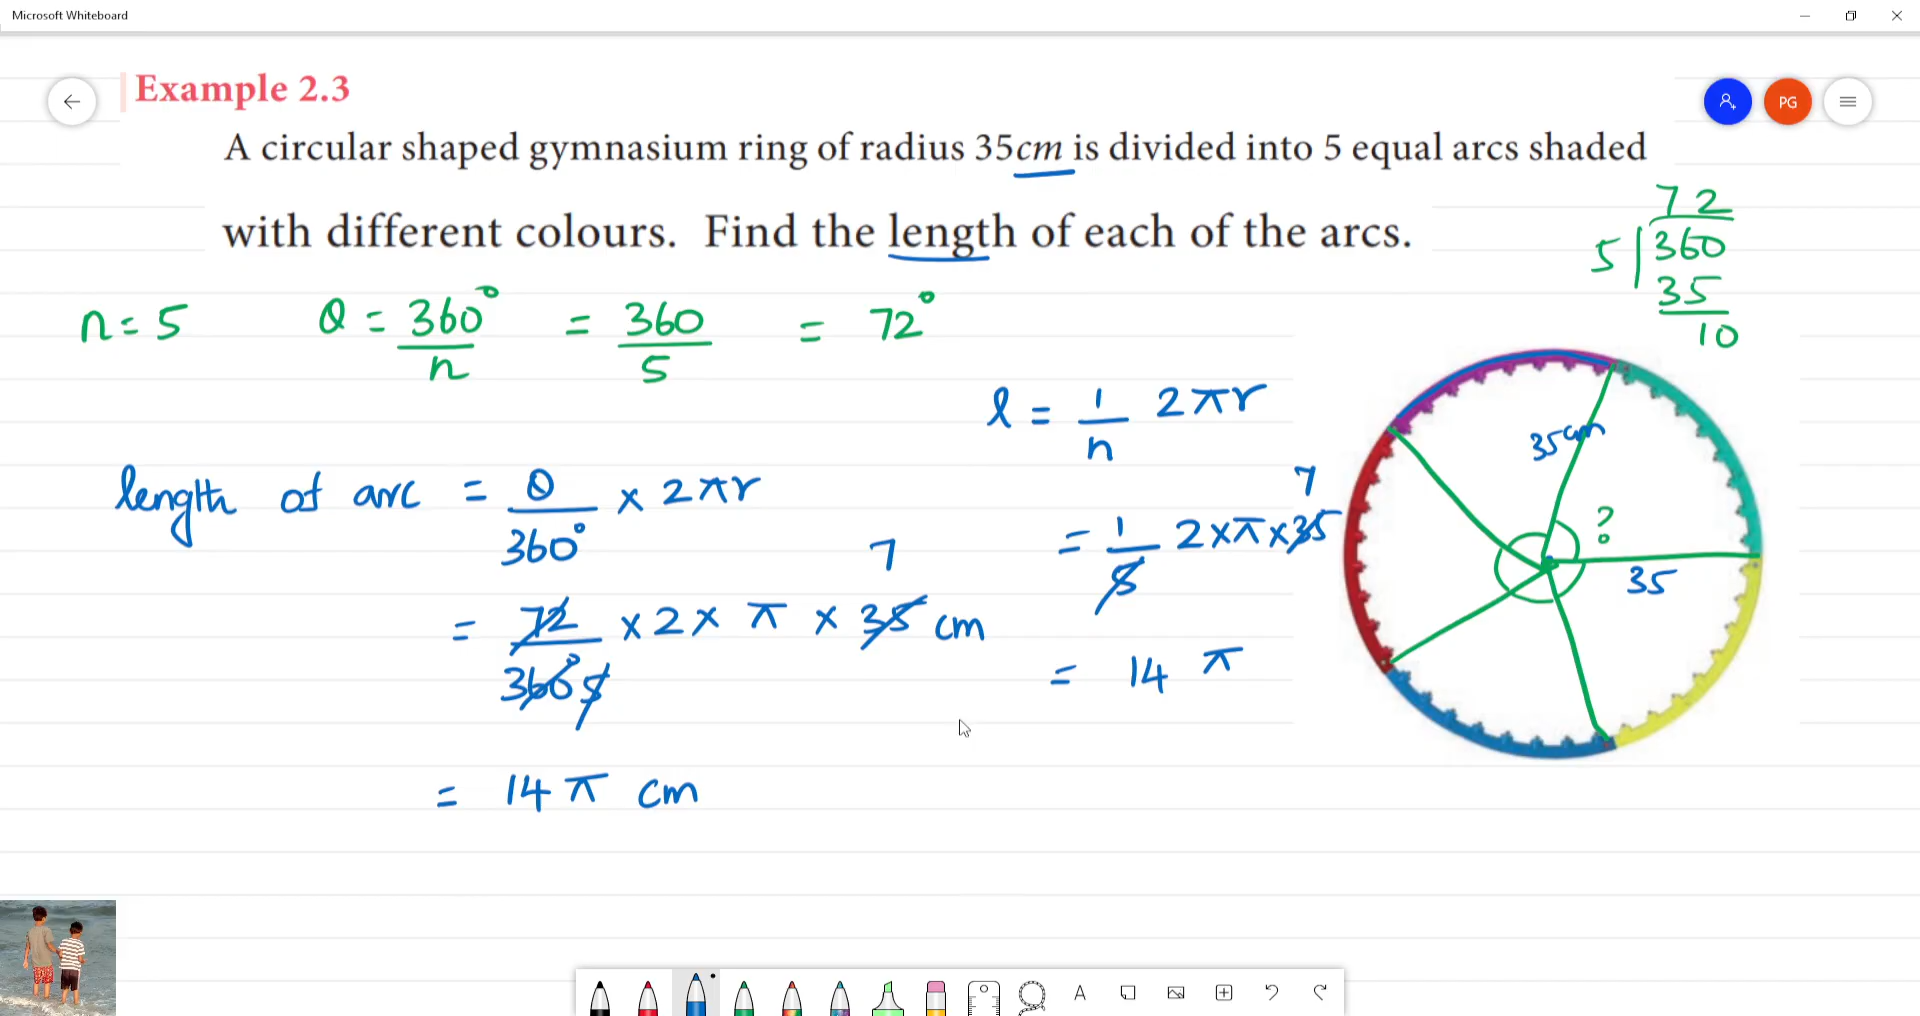 Microsoft Whiteboard
Example 2.3
PG
A circular shaped gymnasium ring of radius 35cm is divided into 5 equal arcs shaded
with different colours. Find the length of each of the arcs.
72
5 | 360
35
10
n = 5 θ = 360° / n = 360 / 5 = 72°
l = 1/n 2πr
length of arc = θ / 360° × 2πr
7
= 1/5 2×π×35
7
= 72 / 360° 5 × 2 × π × 35 cm
= 14 π
= 14 π cm
35cm
?
35
A